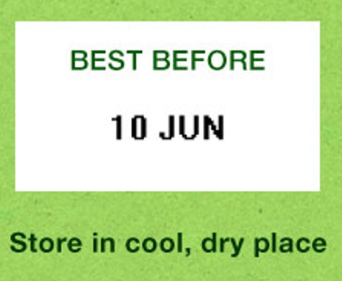 BEST BEFORE
10 JUN
Store in cool, dry place